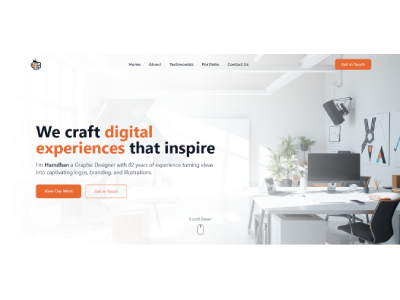 Home About Testimonials Portfolio Contact Us Get in Touch
We craft digital
experiences that inspire
I'm Hamdhan a Graphic Designer with 02 years of experience turning ideas
into captivating logos, branding, and illustrations.
View Our Work Get in Touch
Scroll Down